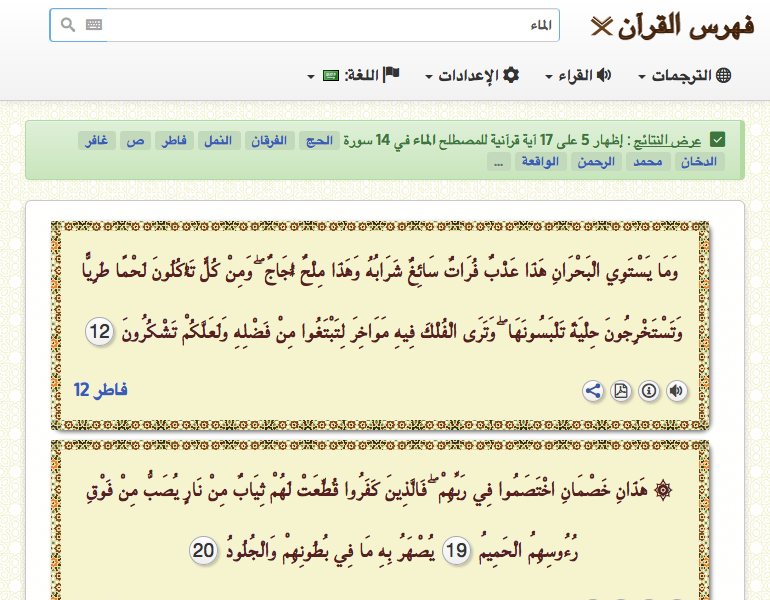 فهرس القرآن
الماء
الترجمات
القراء
الإعدادات
اللغة:
عرض النتائج : إظهار 5 على 17 آية قرآنية للمصطلح الماء في 14 سورة الحج الفرقان النمل فاطر ص غافر
الدخان محمد الرحمن الواقعة ...
وَمَا يَسْتَوِي الْبَحْرَانِ هَٰذَا عَذْبٌ فُرَاتٌ سَائِغٌ شَرَابُهُ وَهَٰذَا مِلْحٌ أُجَاجٌ ۖ وَمِنْ كُلٍّ تَأْكُلُونَ لَحْمًا طَرِيًّا
وَتَسْتَخْرِجُونَ حِلْيَةً تَلْبَسُونَهَا ۖ وَتَرَى الْفُلْكَ فِيهِ مَوَاخِرَ لِتَبْتَغُوا مِنْ فَضْلِهِ وَلَعَلَّكُمْ تَشْكُرُونَ 12
فاطر 12
۞ هَٰذَانِ خَصْمَانِ اخْتَصَمُوا فِي رَبِّهِمْ ۖ فَالَّذِينَ كَفَرُوا قُطِّعَتْ لَهُمْ ثِيَابٌ مِنْ نَارٍ يُصَبُّ مِنْ فَوْقِ
رُءُوسِهِمُ الْحَمِيمُ 19 يُصْهَرُ بِهِ مَا فِي بُطُونِهِمْ وَالْجُلُودُ 20